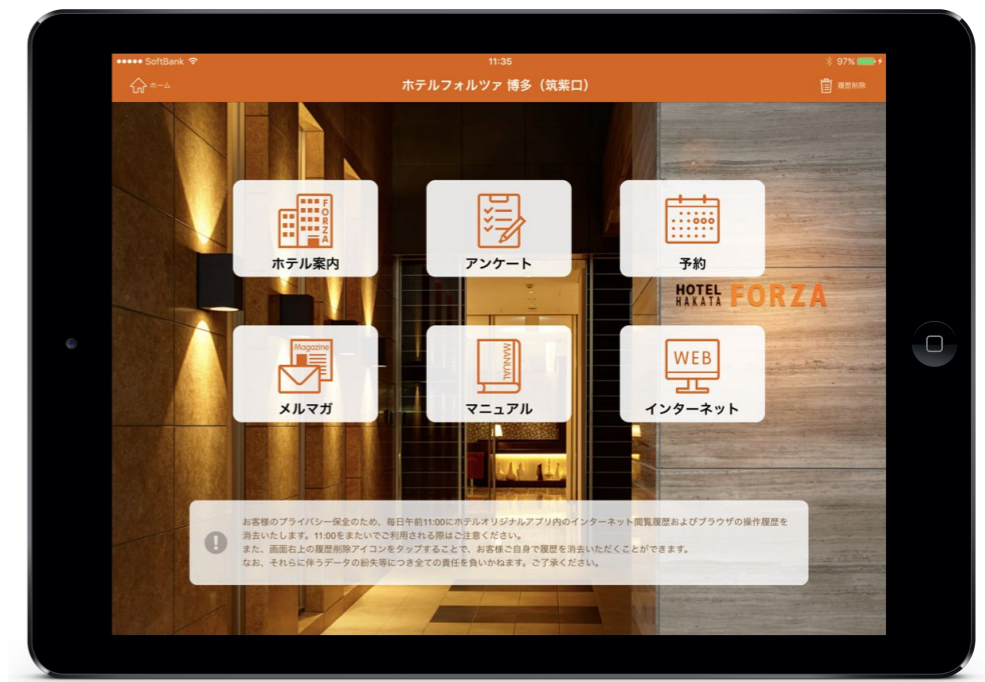 SoftBank 11:35 97%
ホーム ホテルフォルツァ 博多（筑紫口） 履歴削除
FORZA
ホテル案内
アンケート
予約
HOTEL
HAKATA FORZA
Magazine
メルマガ
MANUAL
マニュアル
WEB
インターネット
お客様のプライバシー保全のため、毎日午前11:00にホテルオリジナルアプリ内のインターネット閲覧履歴およびブラウザの操作履歴を
消去いたします。11:00をまたいでご利用される際はご注意ください。
また、画面右上の履歴削除アイコンをタップすることで、お客様ご自身で履歴を消去いただくことができます。
なお、それらに伴うデータの紛失等につき全ての責任を負いかねます。ご了承ください。